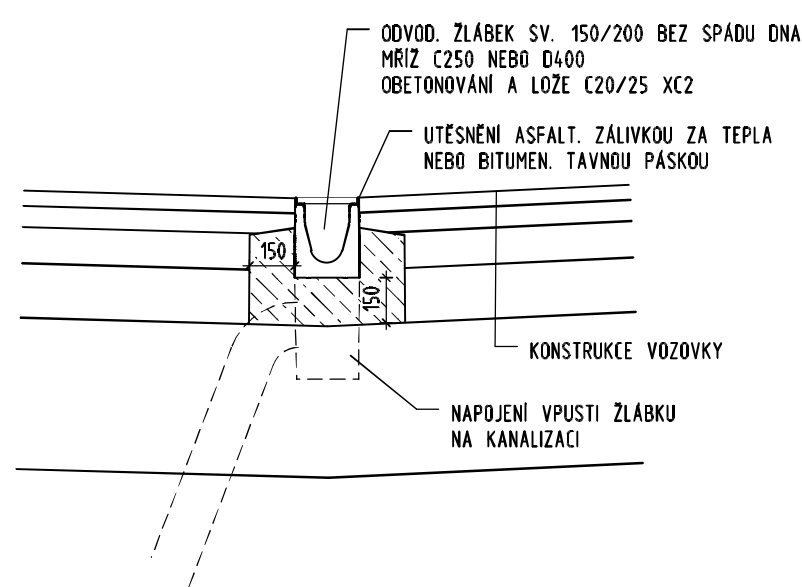 ODVOD. ŽLÁBEK SV. 150/200 BEZ SPÁDU DNA
MŘÍŽ C250 NEBO D400
OBETONOVÁNÍ A LOŽE C20/25 XC2
UTĚSNĚNÍ ASFALT. ZÁLIVKOU ZA TEPLA
NEBO BITUMEN. TAVNOU PÁSKOU
150
150
KONSTRUKCE VOZOVKY
NAPOJENÍ VPUSTI ŽLÁBKU
NA KANALIZACI